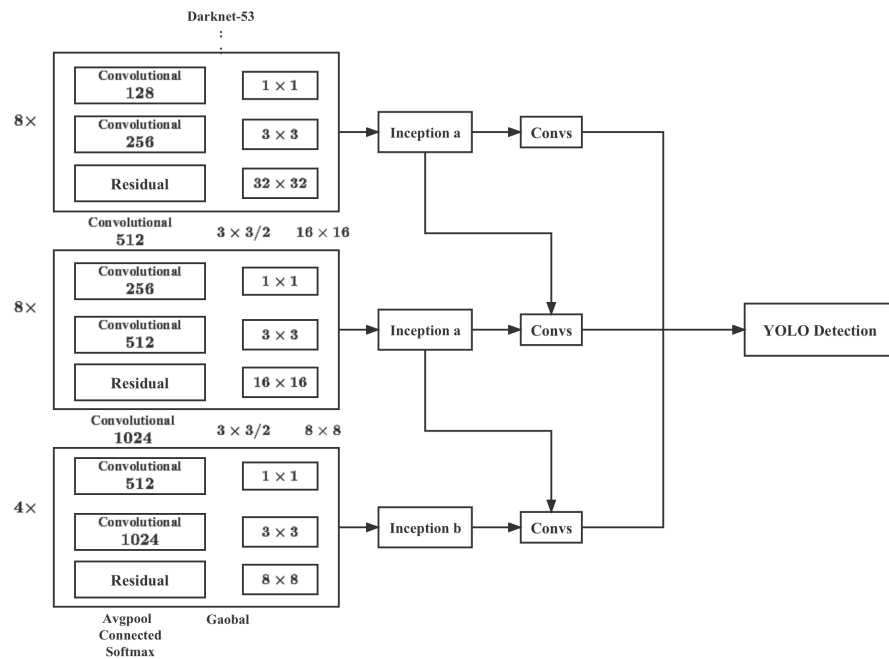 Darknet-53
:
:
8×
Convolutional
128
1 × 1
Convolutional
256
3 × 3
Residual
32 × 32
Inception a
Convs
Convolutional
512
3 × 3/2
16 × 16
8×
Convolutional
256
1 × 1
Convolutional
512
3 × 3
Residual
16 × 16
Inception a
Convs
YOLO Detection
Convolutional
1024
3 × 3/2
8 × 8
4×
Convolutional
512
1 × 1
Convolutional
1024
3 × 3
Residual
8 × 8
Inception b
Convs
Avgpool
Gaobal
Connected
Softmax